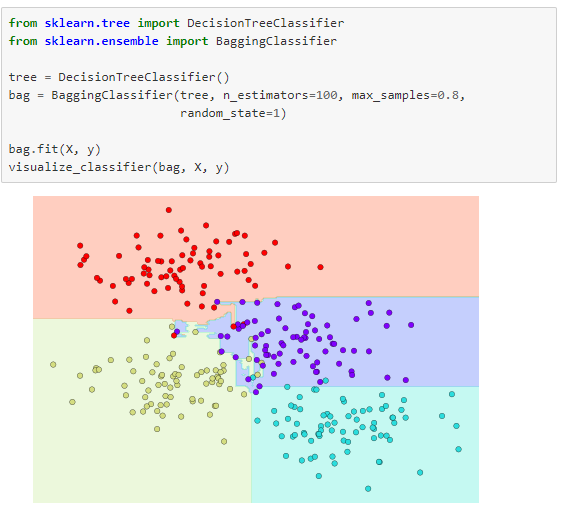 from sklearn.tree import DecisionTreeClassifier
from sklearn.ensemble import BaggingClassifier
tree = DecisionTreeClassifier()
bag = BaggingClassifier(tree, n_estimators=100, max_samples=0.8,
random_state=1)
bag.fit(X, y)
visualize_classifier(bag, X, y)